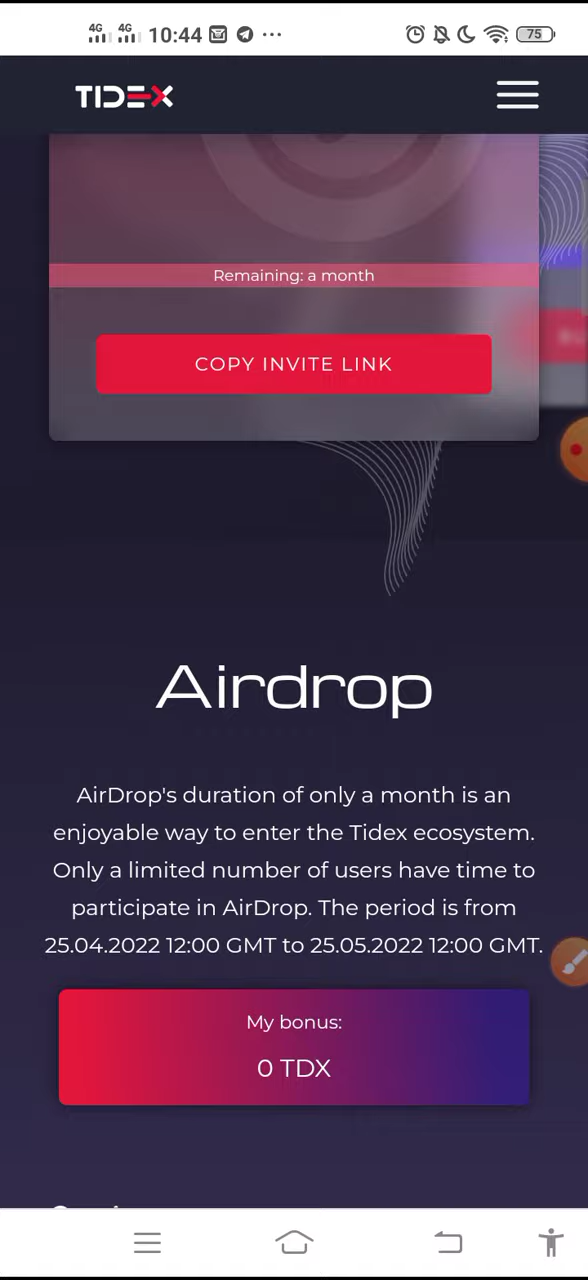 4G 4G 10:44 ... 75
TIDEX
Remaining: a month
COPY INVITE LINK
Airdrop
AirDrop's duration of only a month is an
enjoyable way to enter the Tidex ecosystem.
Only a limited number of users have time to
participate in AirDrop. The period is from
25.04.2022 12:00 GMT to 25.05.2022 12:00 GMT.
My bonus:
0 TDX